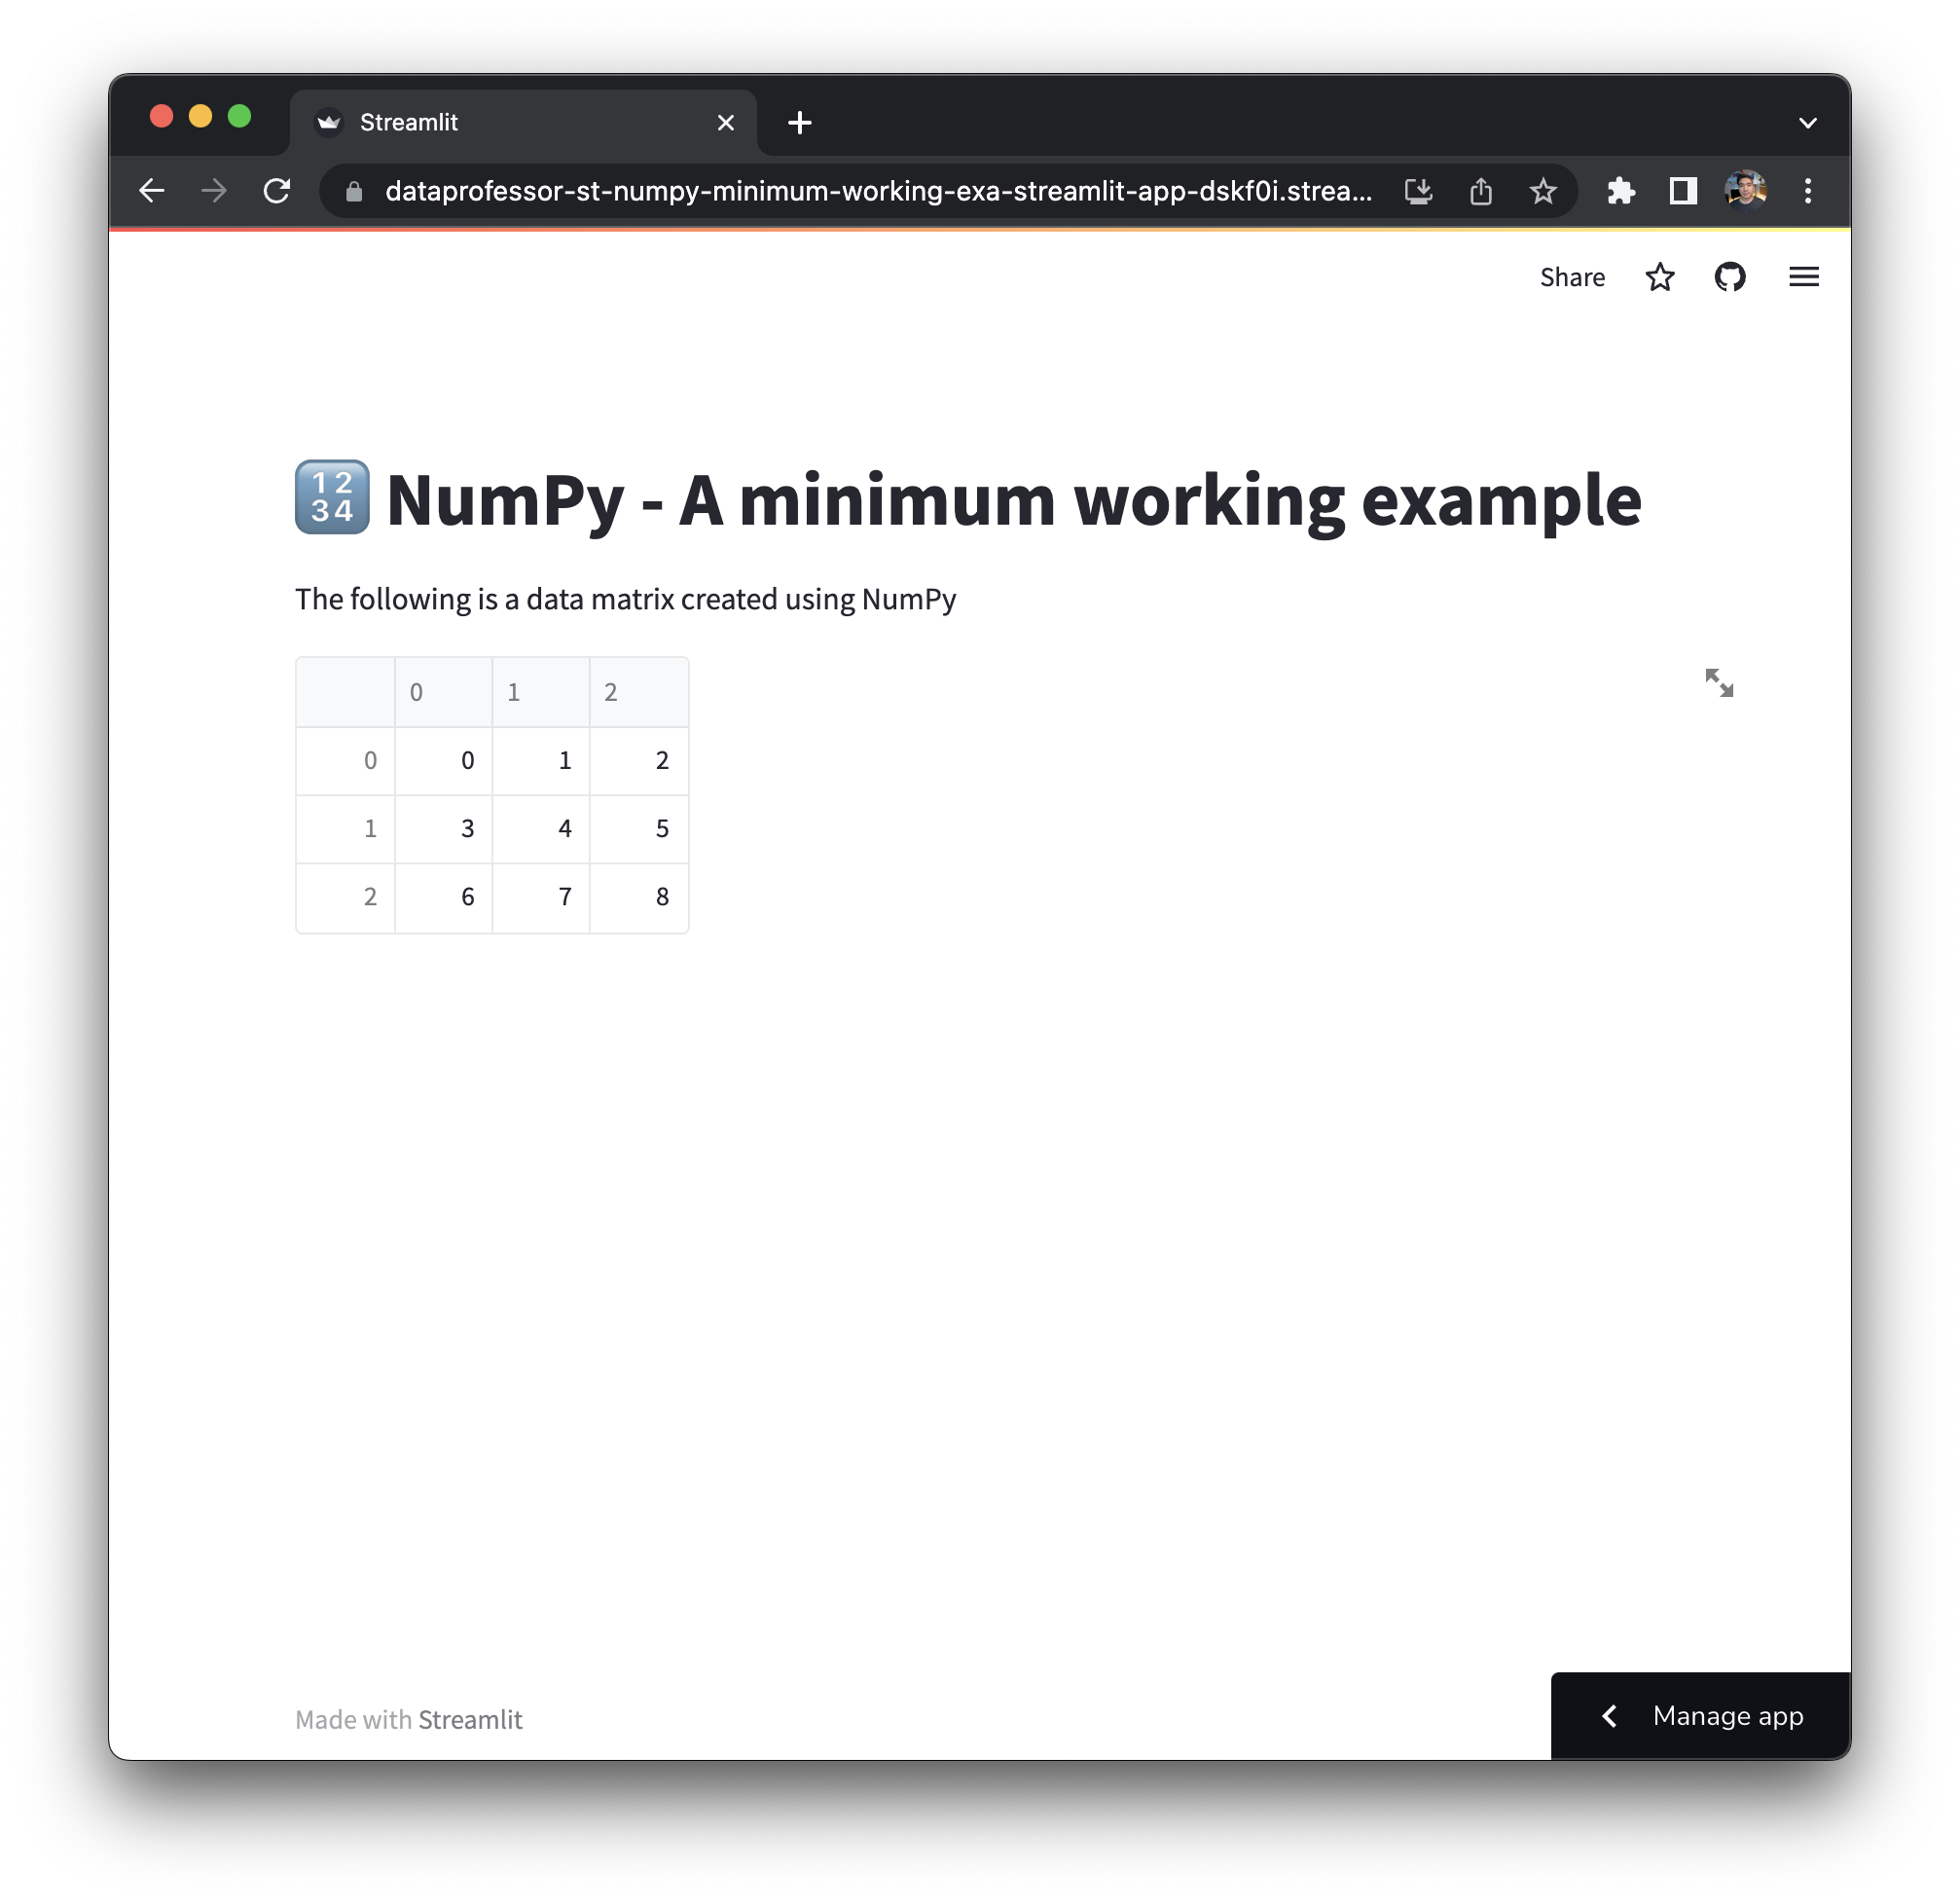 Streamlit
dataprofessor-st-numpy-minimum-working-exa-streamlit-app-dskf0i.strea...
Share
🔢 NumPy - A minimum working example
The following is a data matrix created using NumPy
0 1 2
0 0 1 2
1 3 4 5
2 6 7 8
Made with Streamlit
Manage app